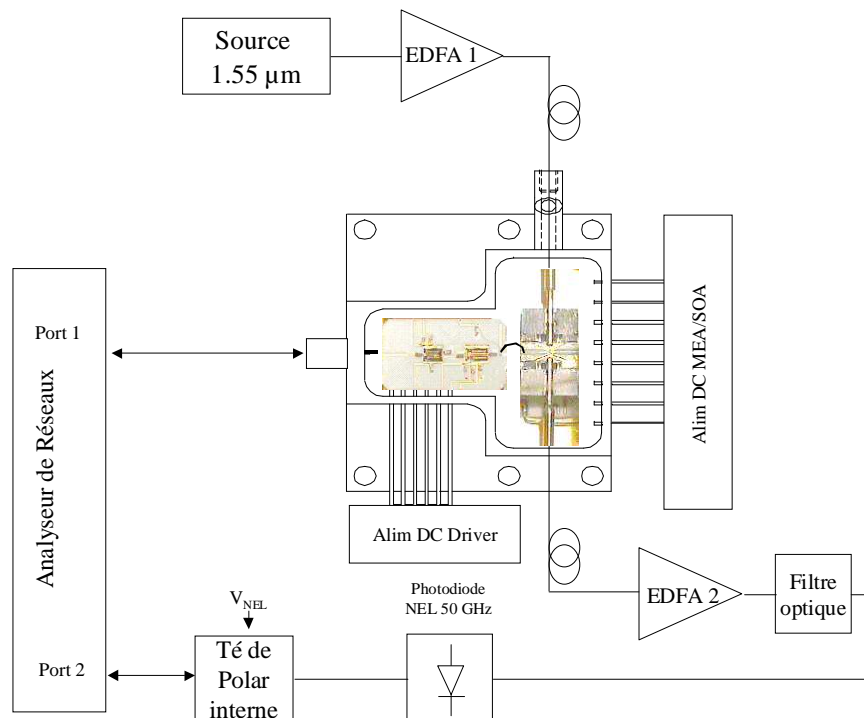 Source
1.55 µm
EDFA 1
Port 1
Analyseur de Réseaux
Alim DC MEA/SOA
Alim DC Driver
Photodiode
NEL 50 GHz
EDFA 2
Filtre
optique
VNEL
Port 2
Té de
Polar
interne